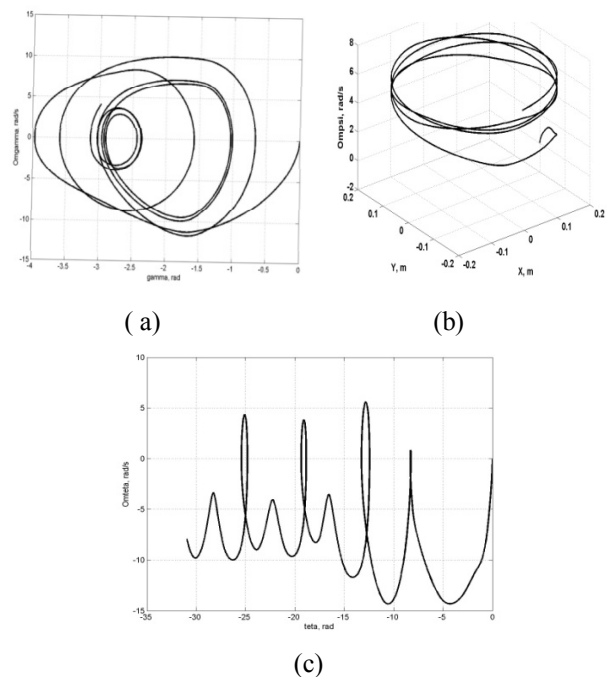 15
10
5
0
-5
-10
-15
-4 -3.5 -3 -2.5 -2 -1.5 -1 -0.5 0
Omgamma, rad/s
gamma, rad
8
6
4
2
0
-2
Ompsi, rad/s
0.2 0.1 0 -0.1 -0.2
Y, m
-0.2 -0.1 0 0.1 0.2
X, m
( a) (b)
10
5
0
-5
-10
-15
-35 -30 -25 -20 -15 -10 -5 0
Omteta, rad/s
teta, rad
(c)